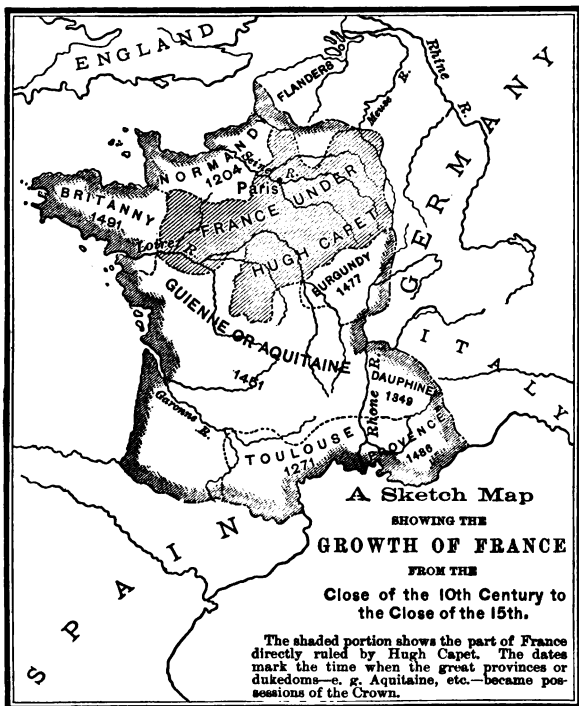 ENGLAND
FLANDERS
Rhine R.
Meuse R.
GERMANY
NORMAND
1204
Seine R.
Paris
BRITANNY
1491
FRANCE UNDER
HUGH CAPET
Loire R.
BURGUNDY
1477
GUIENNE OR AQUITAINE
1451
ITALY
DAUPHINE
1349
Rhone R.
Garonne R.
PROVENCE
1486
TOULOUSE
1271
SPAIN
A Sketch Map
SHOWING THE
GROWTH OF FRANCE
FROM THE
Close of the 10th Century to
the Close of the 15th.
The shaded portion shows the part of France
directly ruled by Hugh Capet. The dates
mark the time when the great provinces or
dukedoms—e. g. Aquitaine, etc.—became pos-
sessions of the Crown.